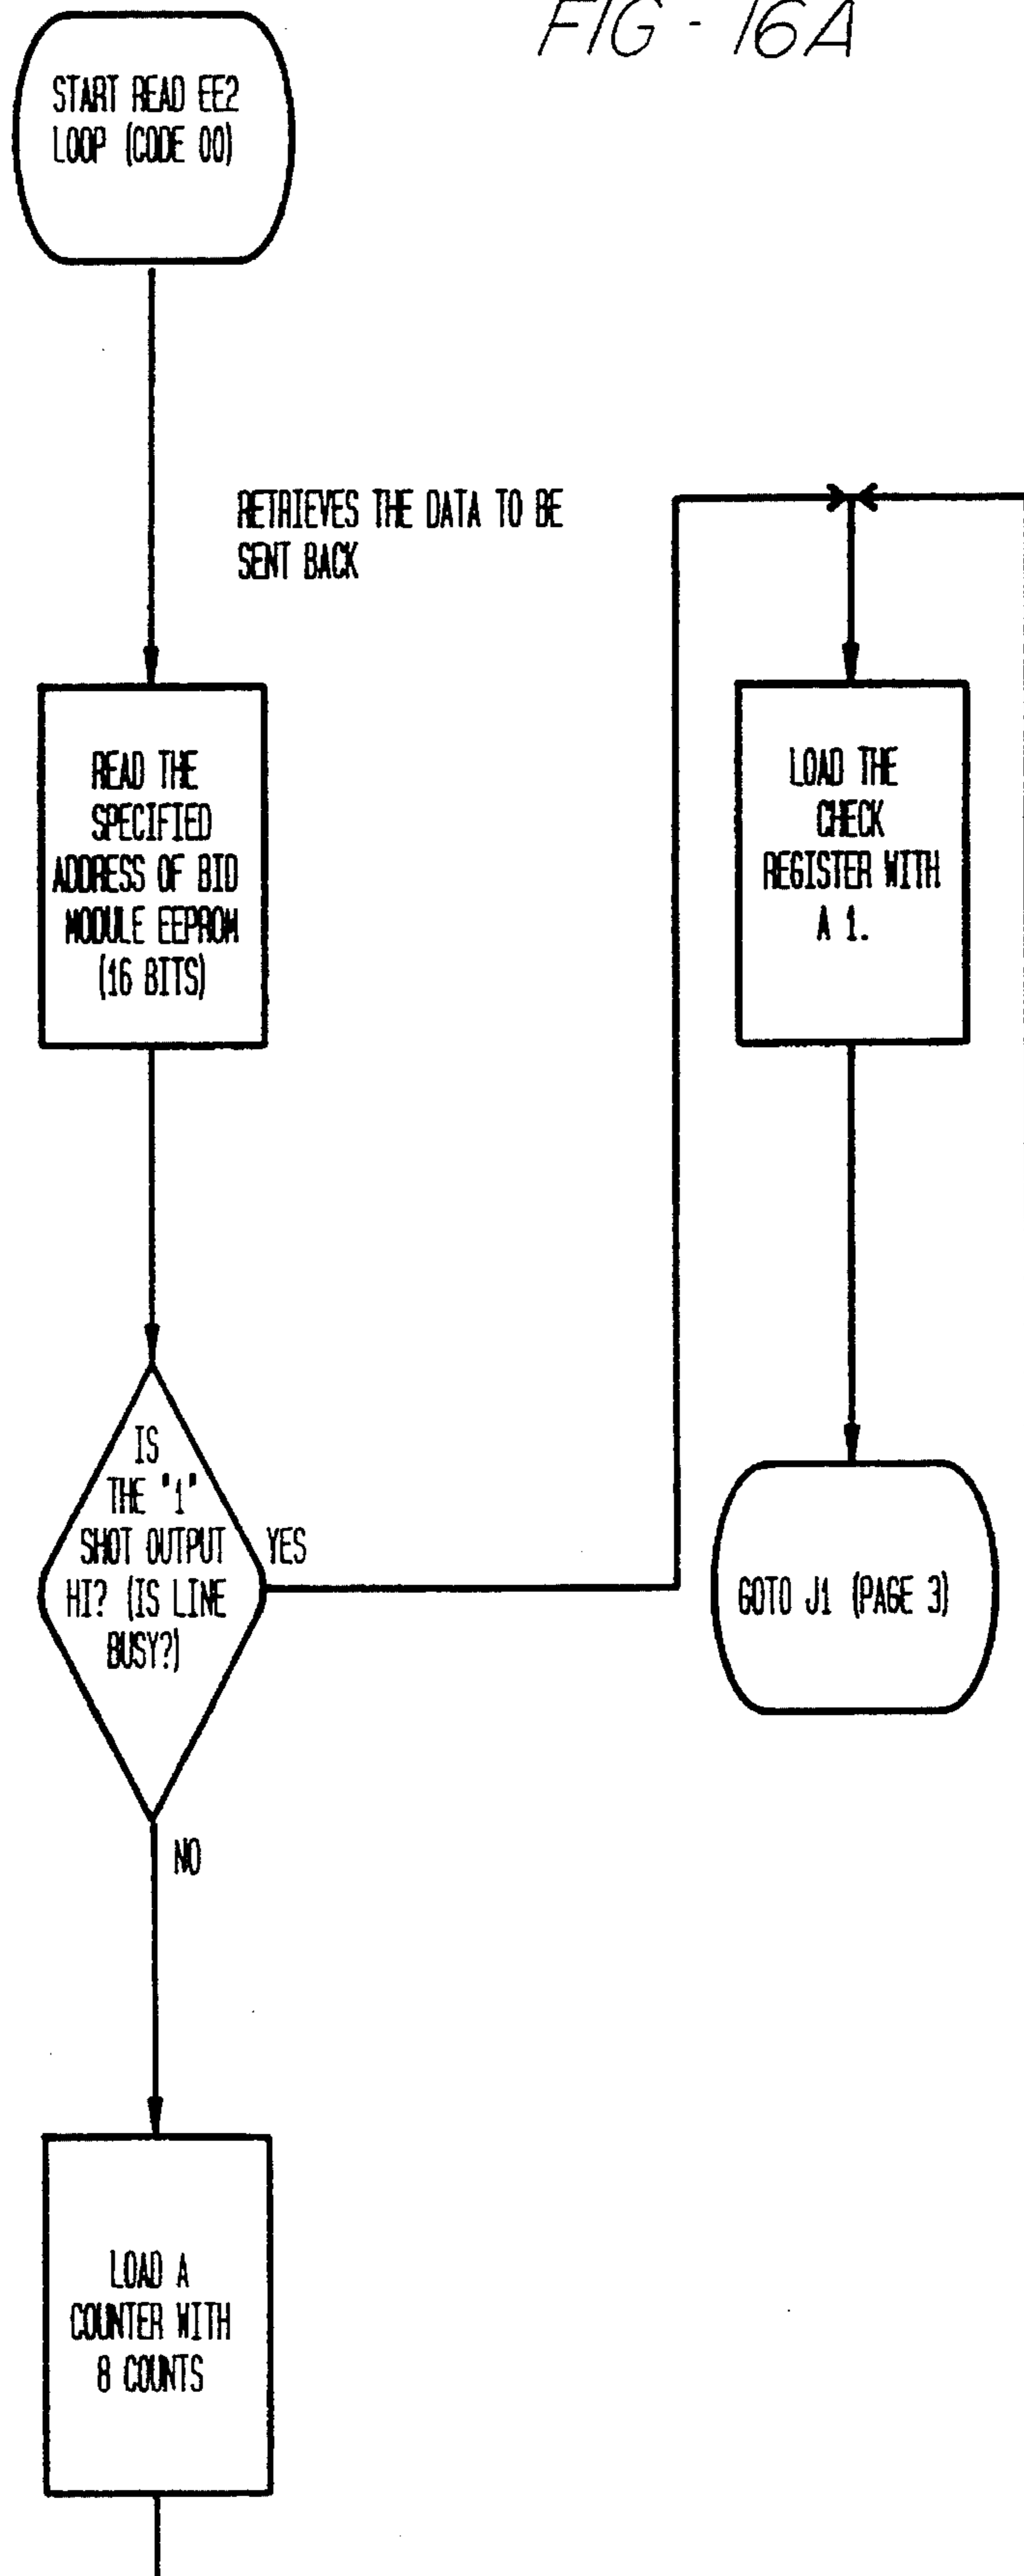 FIG - 16A
START READ EE2
LOOP (CODE 00)
RETRIEVES THE DATA TO BE
SENT BACK
READ THE
SPECIFIED
ADDRESS OF BID
MODULE EEPROM
(16 BITS)
LOAD THE
CHECK
REGISTER WITH
A 1.
IS
THE "1"
SHOT OUTPUT
HI? (IS LINE
BUSY?)
YES
GOTO J1 (PAGE 3)
NO
LOAD A
COUNTER WITH
8 COUNTS